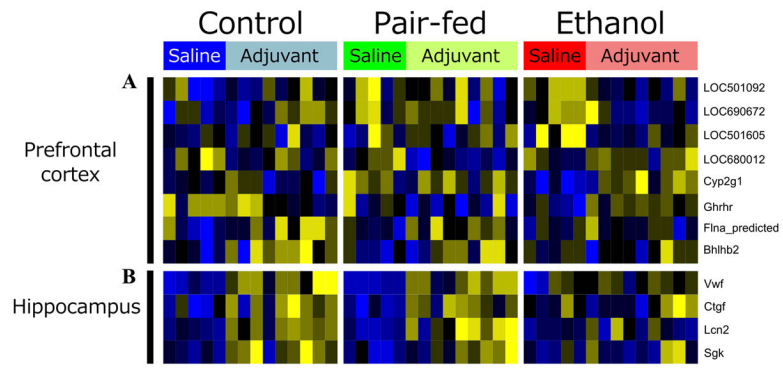 Control Pair-fed Ethanol
Saline Adjuvant Saline Adjuvant Saline Adjuvant
A
Prefrontal
cortex
LOC501092
LOC690672
LOC501605
LOC680012
Cyp2g1
Ghrhr
Flna_predicted
Bhlhb2
B
Hippocampus
Vwf
Ctgf
Lcn2
Sgk